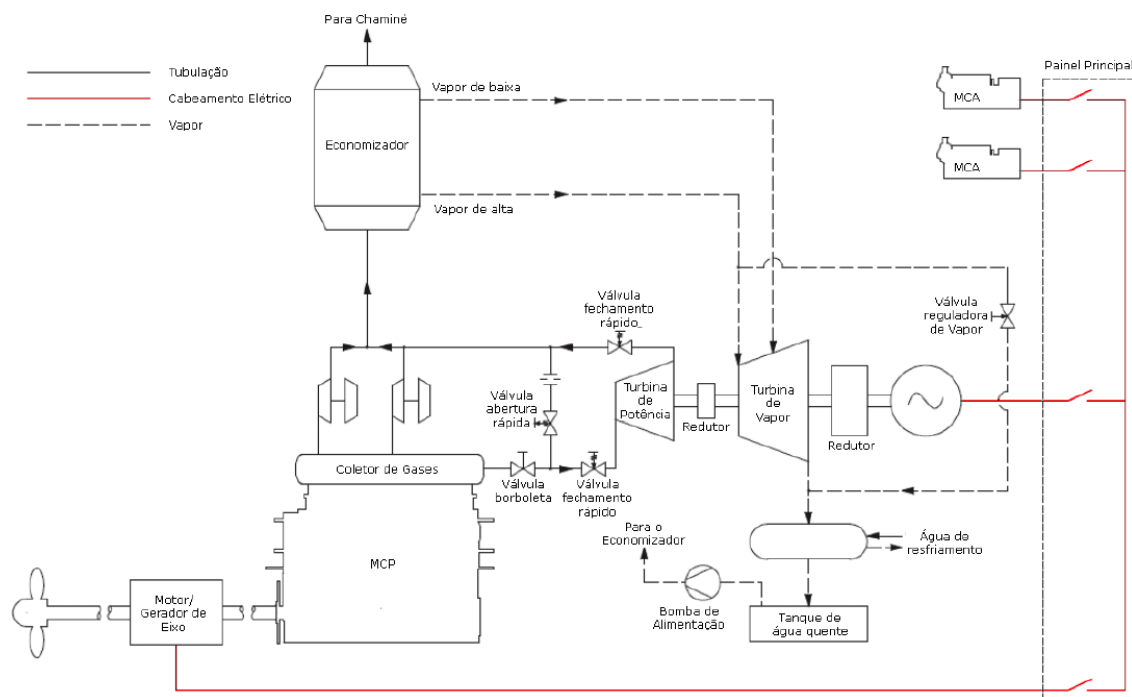 Para Chaminé
Tubulação
Cabeamento Elétrico
Vapor
Economizador
Vapor de baixa
Vapor de alta
Painel Principal
MCA
MCA
Válvula
fechamento
rápido
Válvula
reguladora
de Vapor
Válvula
abertura
rápida
Turbina
de
Potência
Redutor
Turbina
de
Vapor
Redutor
Coletor de Gases
Válvula
borboleta
Válvula
fechamento
rápido
MCP
Para o
Economizador
Água de
resfriamento
Bomba de
Alimentação
Tanque de
água quente
Motor/
Gerador de
Eixo